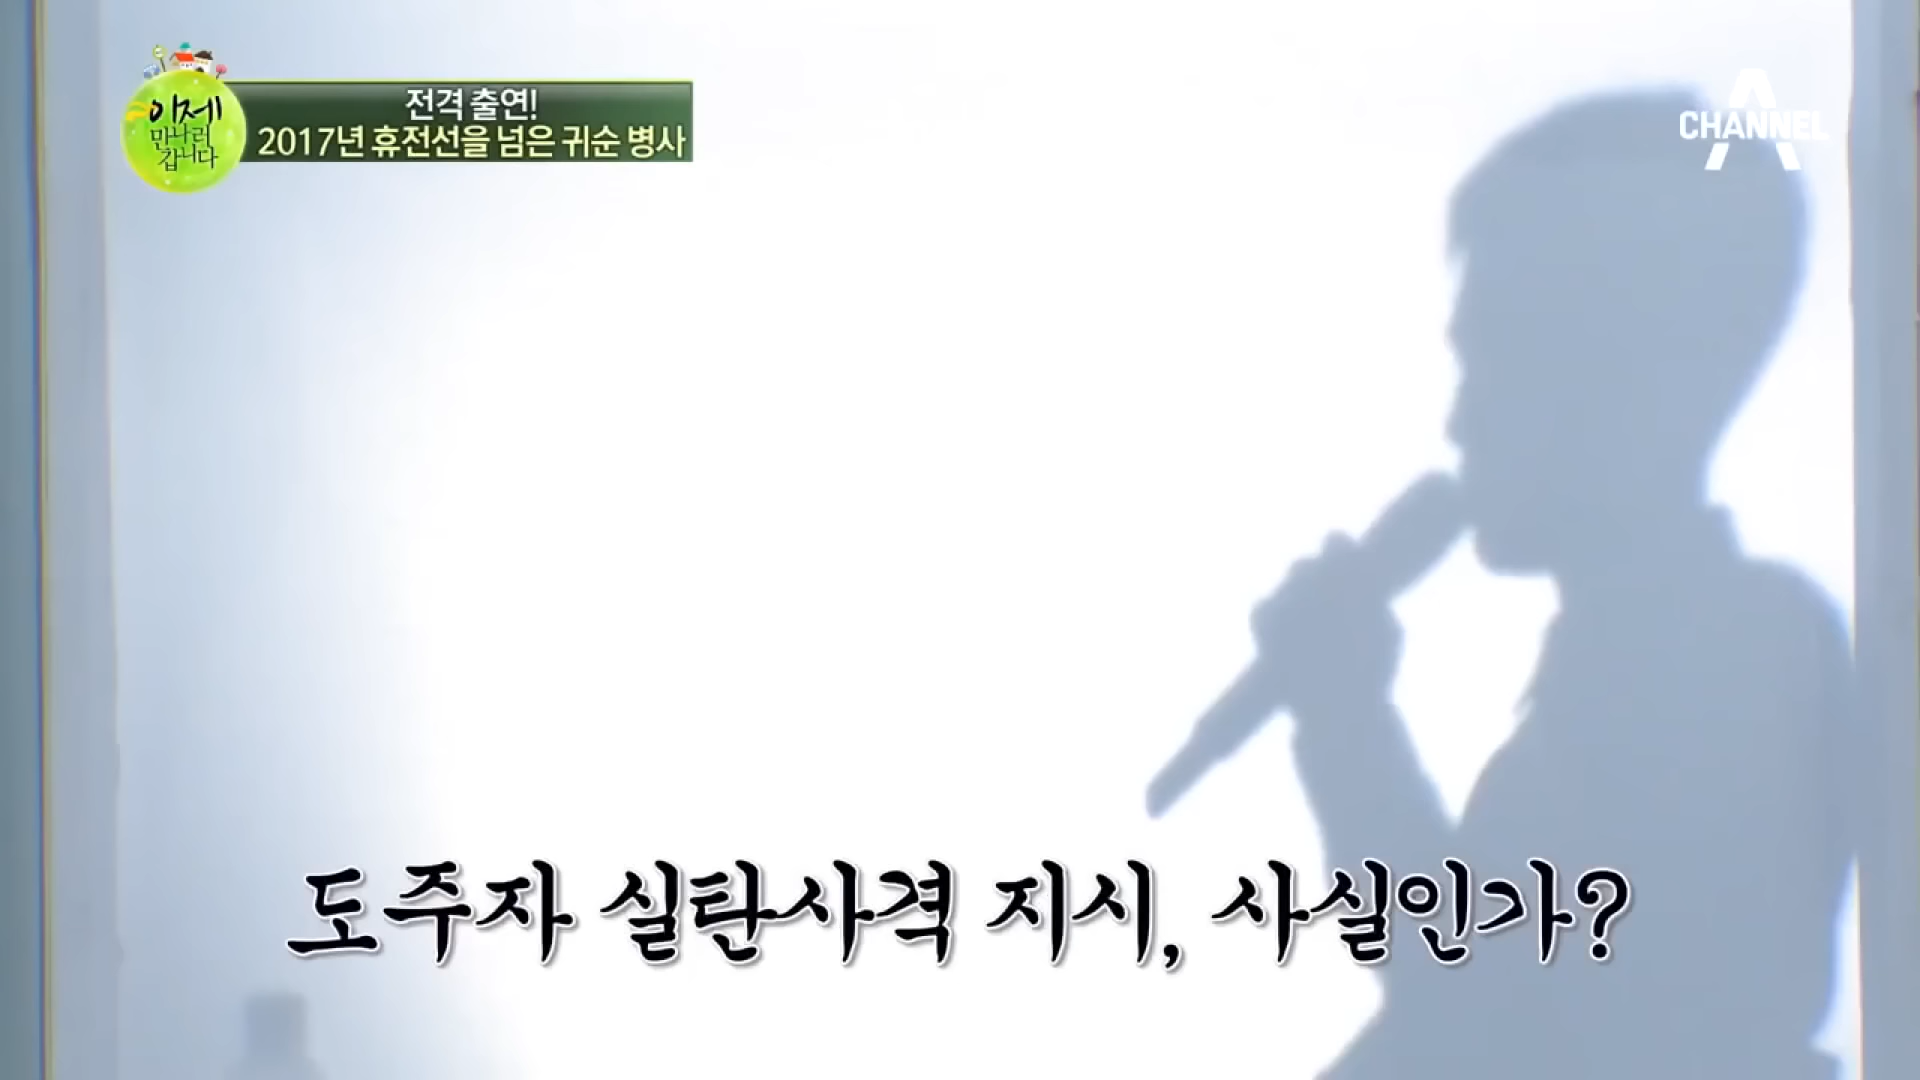 이제
만나러
갑니다
전격 출연!
2017년 휴전선을 넘은 귀순 병사
CHANNEL A
도주자 실탄사격 지시, 사실인가?